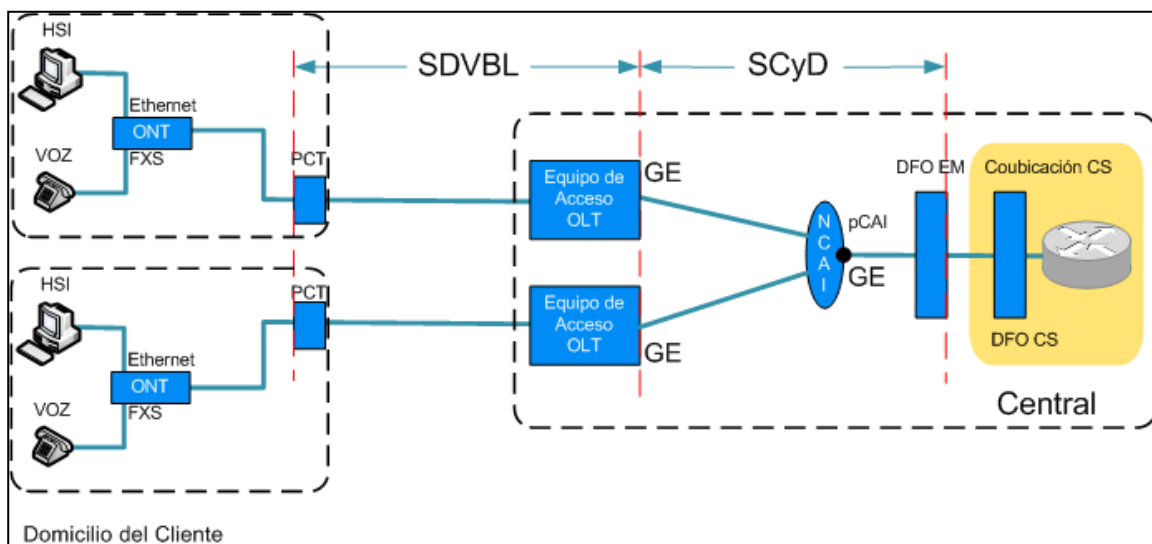 HSI
Ethernet
ONT
FXS
VOZ
PCT
SDVBL
SCyD
Equipo de
Acceso
OLT
GE
NCAI
pCAI
GE
DFO EM
Coubicación CS
DFO CS
Central
HSI
Ethernet
ONT
FXS
VOZ
PCT
Equipo de
Acceso
OLT
GE
Domicilio del Cliente